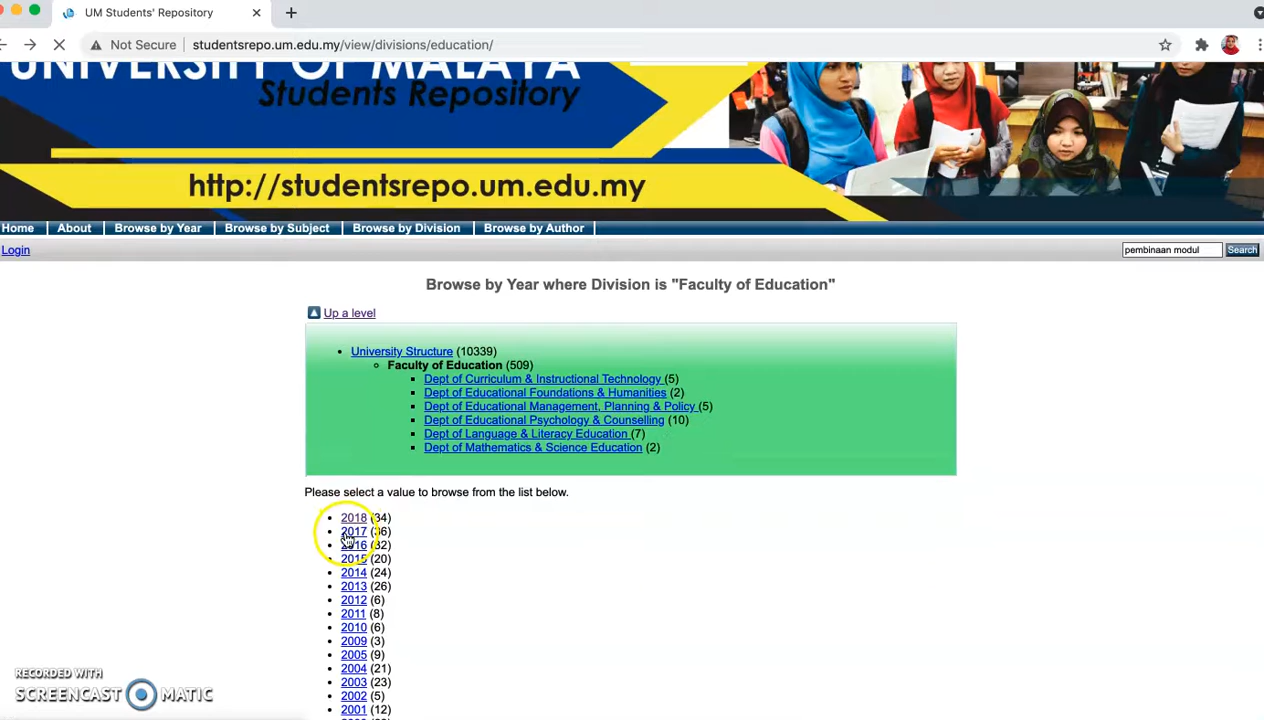 UM Students' Repository
Not Secure studentsrepo.um.edu.my/view/divisions/education/
UNIVERSITY OF MALAYA
Students Repository
http://studentsrepo.um.edu.my
Home About Browse by Year Browse by Subject Browse by Division Browse by Author
Login pembinaan modul Search
Browse by Year where Division is "Faculty of Education"
Up a level
University Structure (10339)
Faculty of Education (509)
Dept of Curriculum & Instructional Technology (5)
Dept of Educational Foundations & Humanities (2)
Dept of Educational Management, Planning & Policy (5)
Dept of Educational Psychology & Counselling (10)
Dept of Language & Literacy Education (7)
Dept of Mathematics & Science Education (2)
Please select a value to browse from the list below.
2018 (34)
2017 (36)
2016 (32)
2015 (20)
2014 (24)
2013 (26)
2012 (6)
2011 (8)
2010 (6)
2009 (3)
2005 (9)
2004 (21)
2003 (23)
2002 (5)
2001 (12)
RECORDED WITH
SCREENCAST MATIC